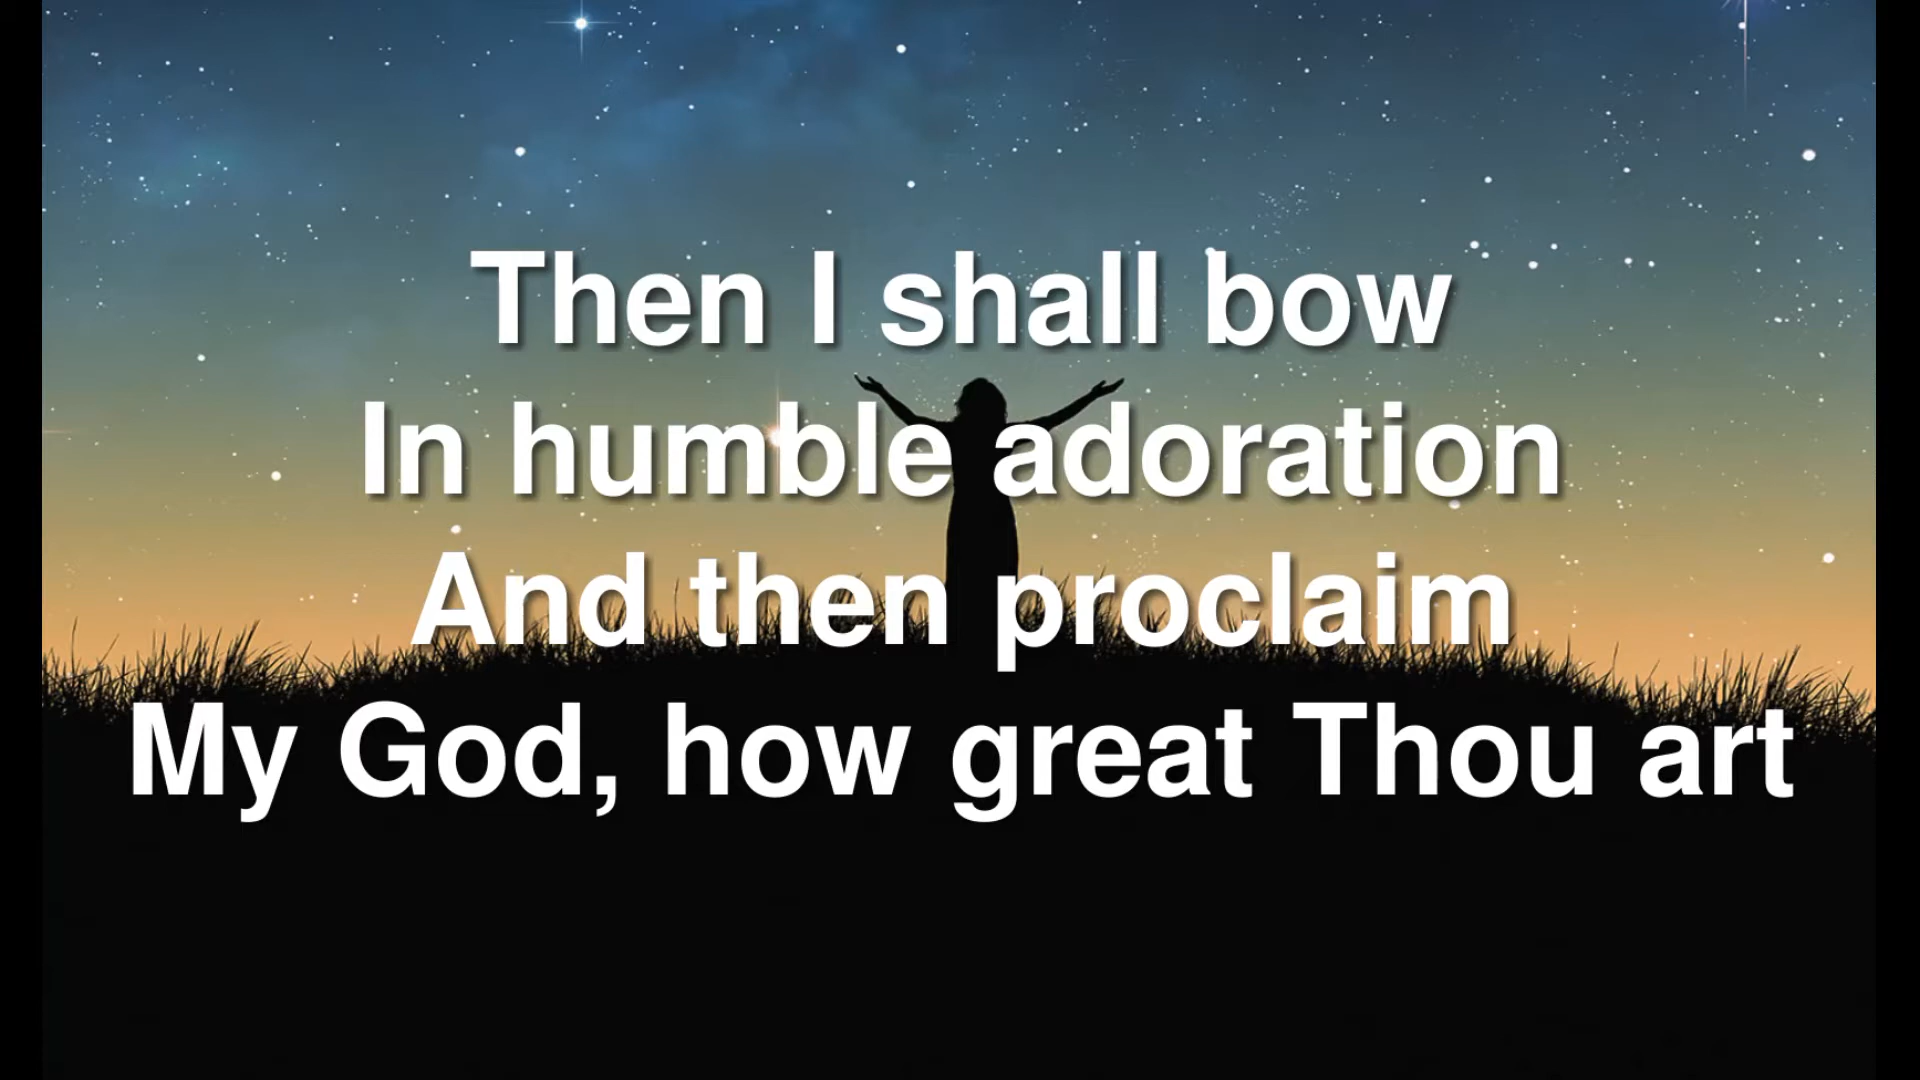 Then I shall bow
In humble adoration
And then proclaim
My God, how great Thou art